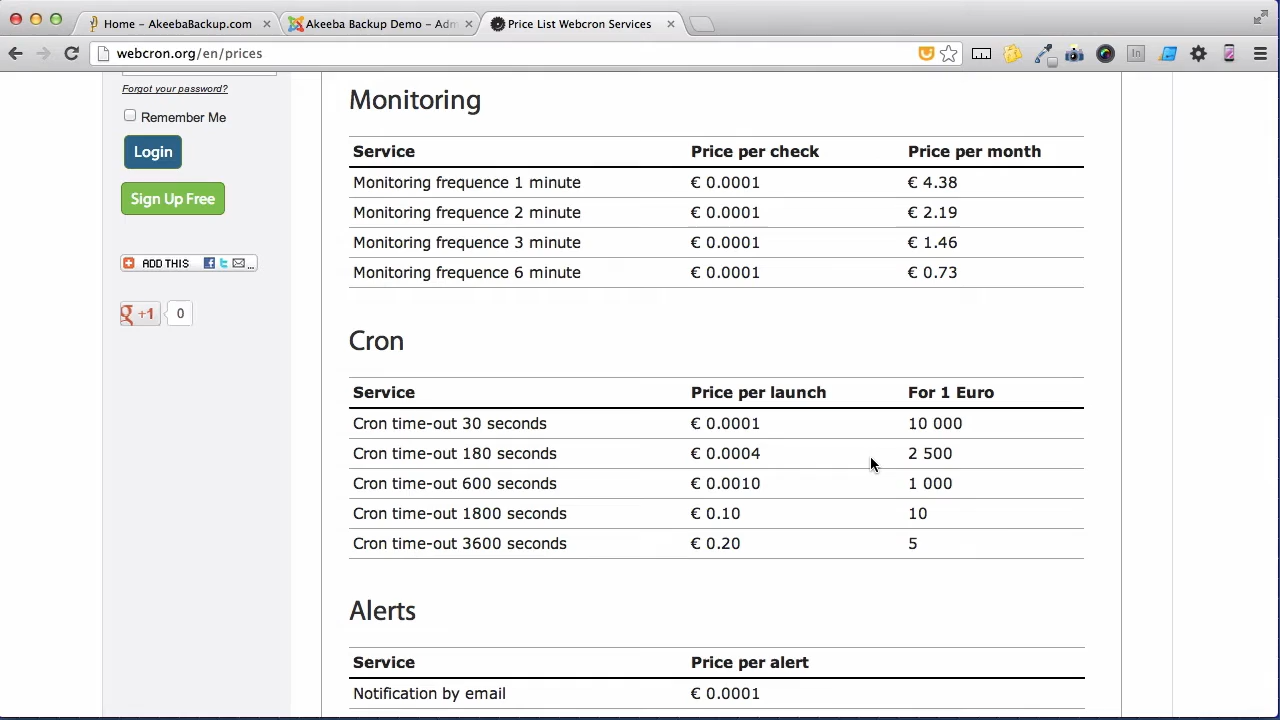 Home – AkeebaBackup.com
Akeeba Backup Demo – Adm
Price List Webcron Services
webcron.org/en/prices
Forgot your password?
Remember Me
Login
Sign Up Free
ADD THIS
...
g +1 0
Monitoring
Service Price per check Price per month
Monitoring frequence 1 minute € 0.0001 € 4.38
Monitoring frequence 2 minute € 0.0001 € 2.19
Monitoring frequence 3 minute € 0.0001 € 1.46
Monitoring frequence 6 minute € 0.0001 € 0.73
Cron
Service Price per launch For 1 Euro
Cron time-out 30 seconds € 0.0001 10 000
Cron time-out 180 seconds € 0.0004 2 500
Cron time-out 600 seconds € 0.0010 1 000
Cron time-out 1800 seconds € 0.10 10
Cron time-out 3600 seconds € 0.20 5
Alerts
Service Price per alert
Notification by email € 0.0001